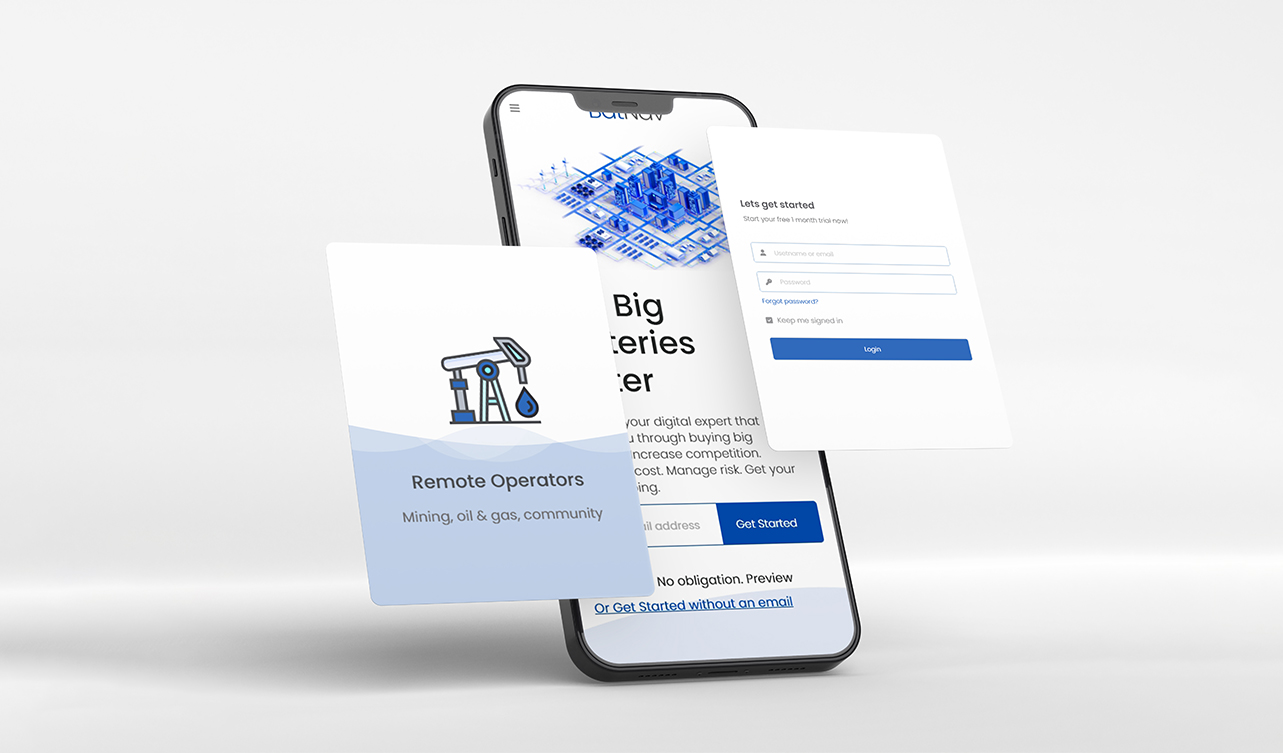 BatNav
Big
teries
ter
your digital expert that
through buying big
increase competition.
cost. Manage risk. Get your
ing.
il address
Get Started
No obligation. Preview
Or Get Started without an email
Remote Operators
Mining, oil & gas, community
Lets get started
Start your free 1 month trial now!
Username or email
Password
Forgot password?
Keep me signed in
Login